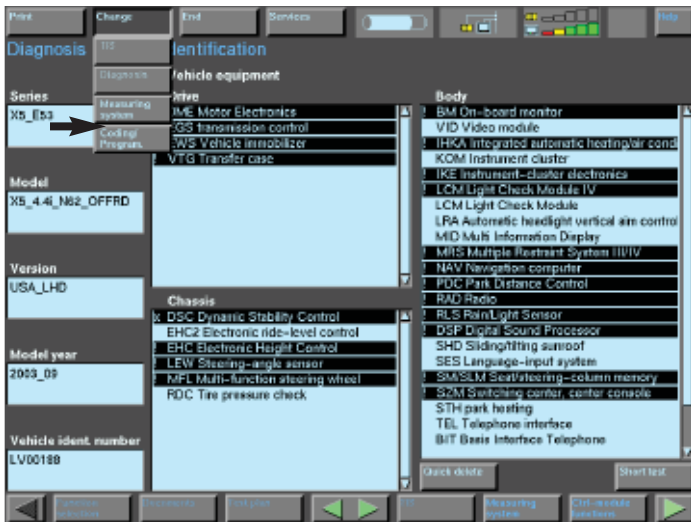 Print
Change
End
Services
Help
Diagnosis
Identification
TIS
Diagnosis
Measuring
system
Coding/
Program.
Vehicle equipment
Series
X5_E53
Model
X5_4.4i_N62_OFFRD
Version
USA_LHD
Model year
2003_09
Vehicle ident. number
LV00188
Drive
DME Motor Electronics
EGS transmission control
EWS Vehicle immobilizer
! VTG Transfer case
Chassis
x DSC Dynamic Stability Control
EHC2 Electronic ride-level control
! EHC Electronic Height Control
! LEW Steering-angle sensor
! MFL Multi-function steering wheel
RDC Tire pressure check
Body
! BM On-board monitor
VID Video module
! IHKA Integrated automatic heating/air condi
KOM Instrument cluster
! IKE Instrument-cluster electronics
! LCM Light Check Module IV
LCM Light Check Module
LRA Automatic headlight vertical aim control
MID Multi Information Display
! MRS Multiple Restraint System III/IV
! NAV Navigation computer
! PDC Park Distance Control
! RAD Radio
! RLS Rain/Light Sensor
! DSP Digital Sound Processor
SHD Sliding/tilting sunroof
SES Language-input system
! SM/SLM Seat/steering-column memory
! SZM Switching center, center console
STH park heating
TEL Telephone interface
BIT Basis Interface Telephone
Quick delete
Short test
Function
selection
Documents
Test plan
Measuring
system
Ctrl-module
functions